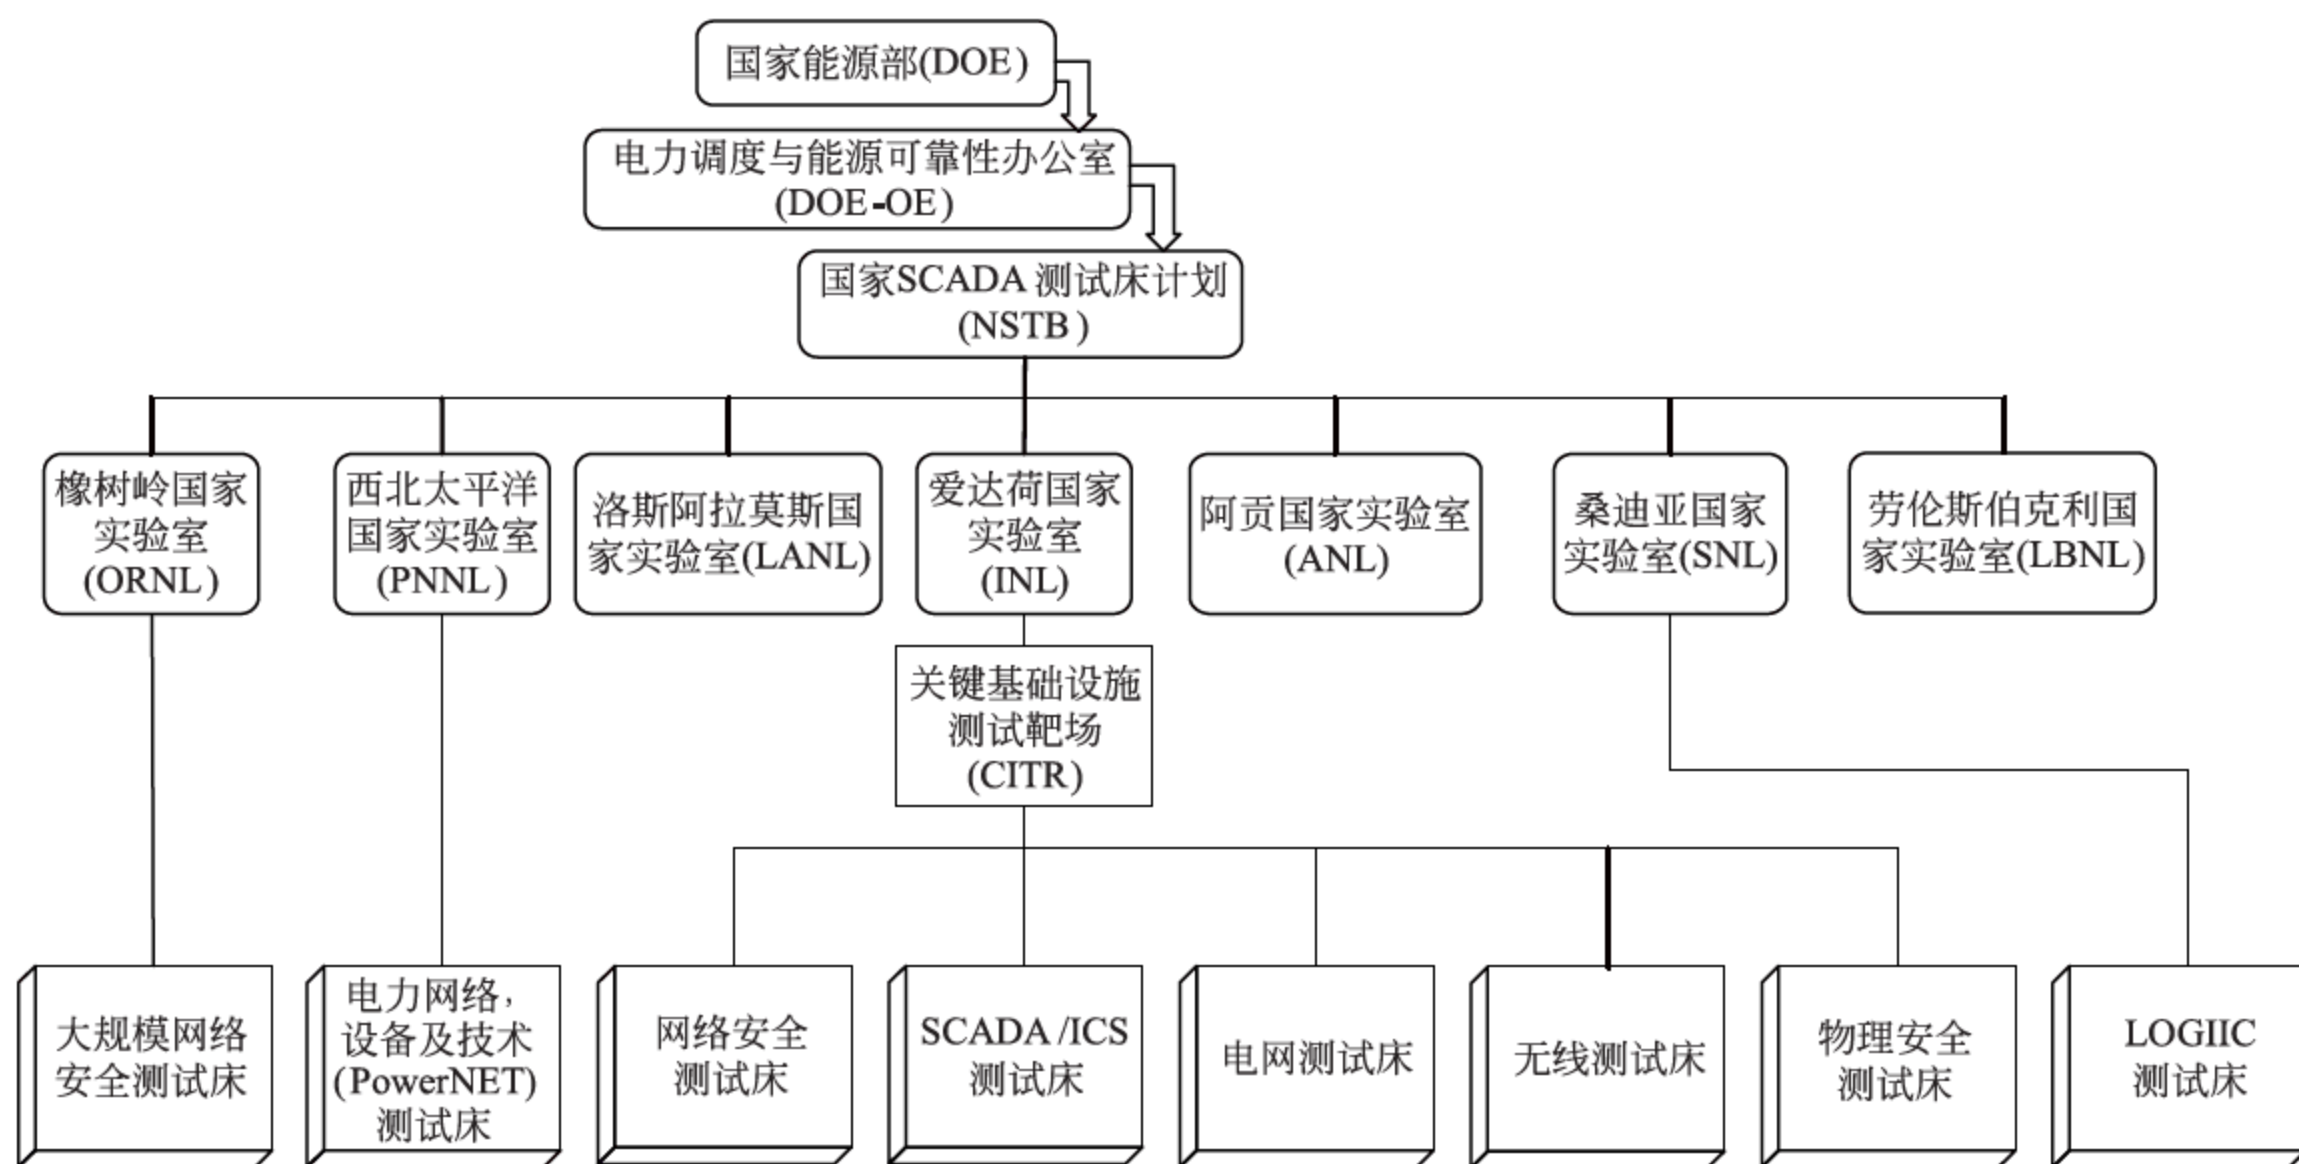 国家能源部(DOE)
电力调度与能源可靠性办公室
(DOE-OE)
国家SCADA 测试床计划
(NSTB)
橡树岭国家
实验室
(ORNL)
西北太平洋
国家实验室
(PNNL)
洛斯阿拉莫斯国
家实验室(LANL)
爱达荷国家
实验室
(INL)
阿贡国家实验室
(ANL)
桑迪亚国家
实验室(SNL)
劳伦斯伯克利国
家实验室(LBNL)
关键基础设施
测试靶场
(CITR)
大规模网络
安全测试床
电力网络,
设备及技术
(PowerNET)
测试床
网络安全
测试床
SCADA /ICS
测试床
电网测试床
无线测试床
物理安全
测试床
LOGIIC
测试床